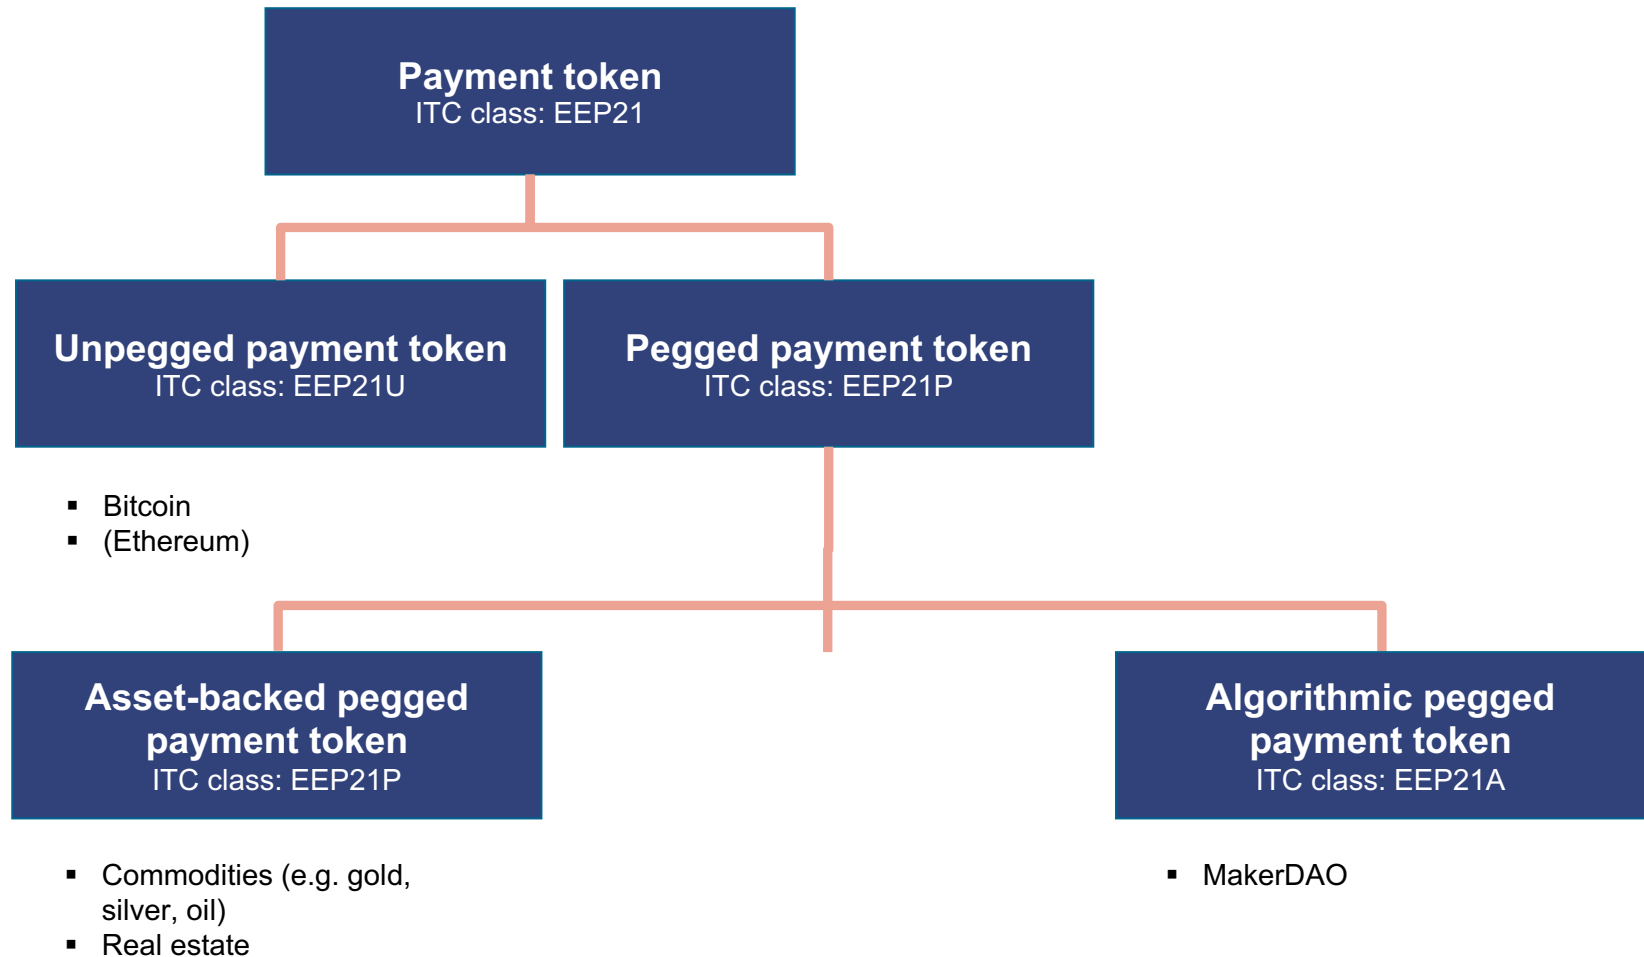 Payment token
ITC class: EEP21
Unpegged payment token
ITC class: EEP21U
Pegged payment token
ITC class: EEP21P
▪ Bitcoin
▪ (Ethereum)
Asset-backed pegged
payment token
ITC class: EEP21P
Algorithmic pegged
payment token
ITC class: EEP21A
▪ Commodities (e.g. gold,
silver, oil)
▪ Real estate
▪ MakerDAO